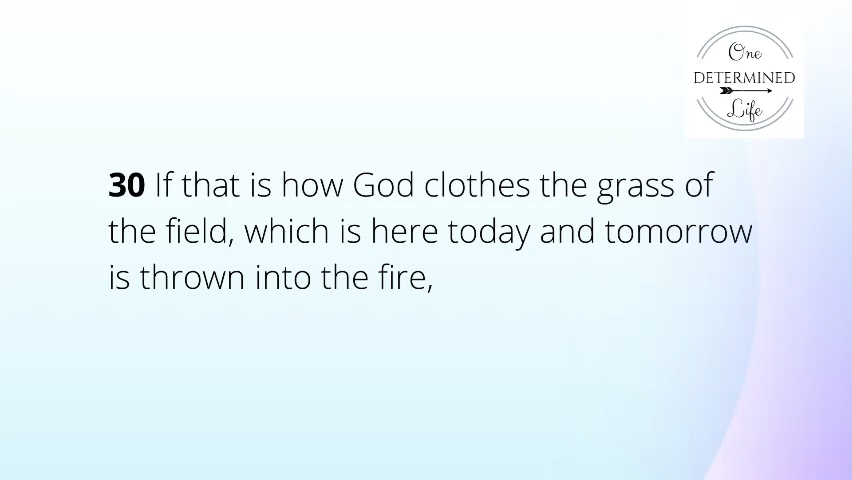 One
DETERMINED
Life
30 If that is how God clothes the grass of
the field, which is here today and tomorrow
is thrown into the fire,